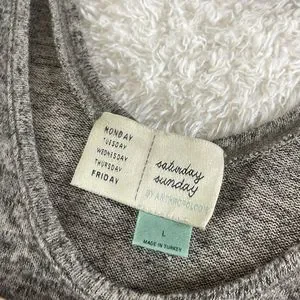 MONDAY
TUESDAY
WEDNESDAY
THURSDAY
FRIDAY
saturday
sunday
BY ANTHROPOLOGIE
L
MADE IN TURKEY